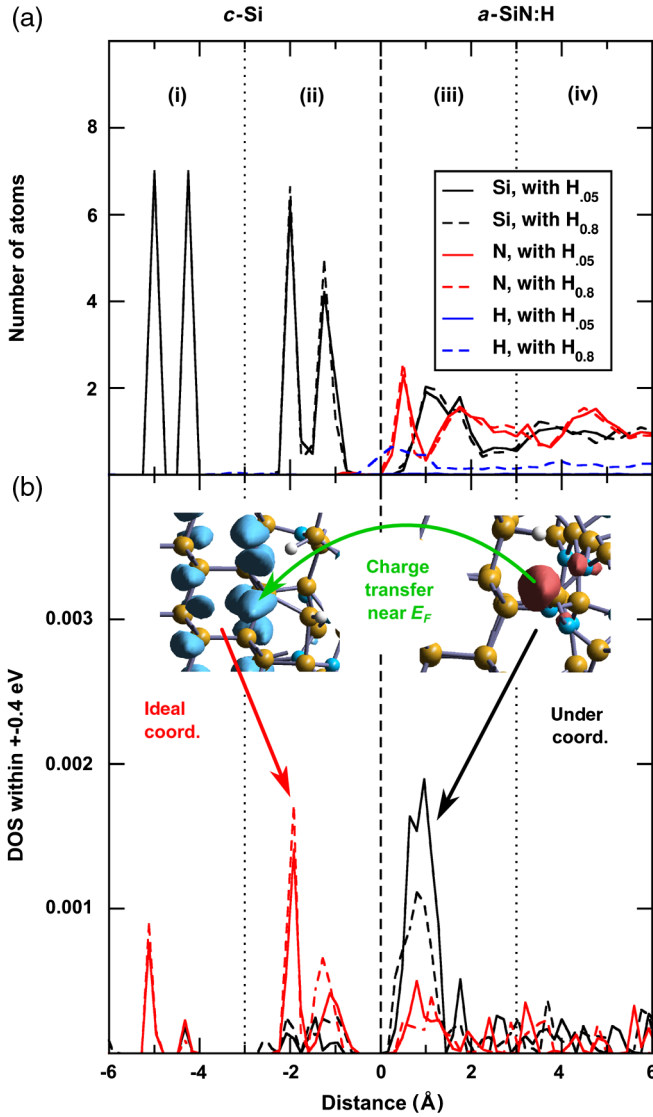 (a)
c-Si
a-SiN:H
(i)
(ii)
(iii)
(iv)
8
6
4
2
Number of atoms
Si, with H.05
Si, with H0.8
N, with H.05
N, with H0.8
H, with H.05
H, with H0.8
(b)
Charge
transfer
near EF
Ideal
coord.
Under
coord.
0.003
0.002
0.001
0
DOS within +-0.4 eV
-6
-4
-2
0
2
4
6
Distance (Å)